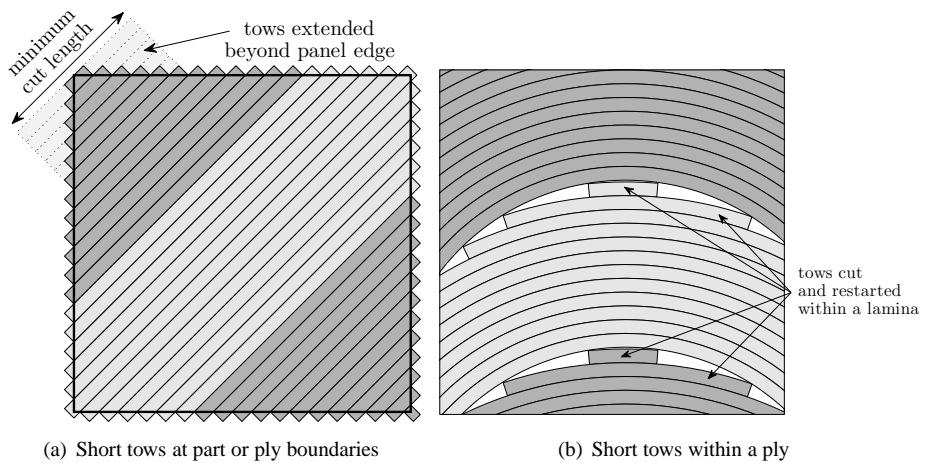 minimum
cut length
tows extended
beyond panel edge
tows cut
and restarted
within a lamina
(a) Short tows at part or ply boundaries
(b) Short tows within a ply